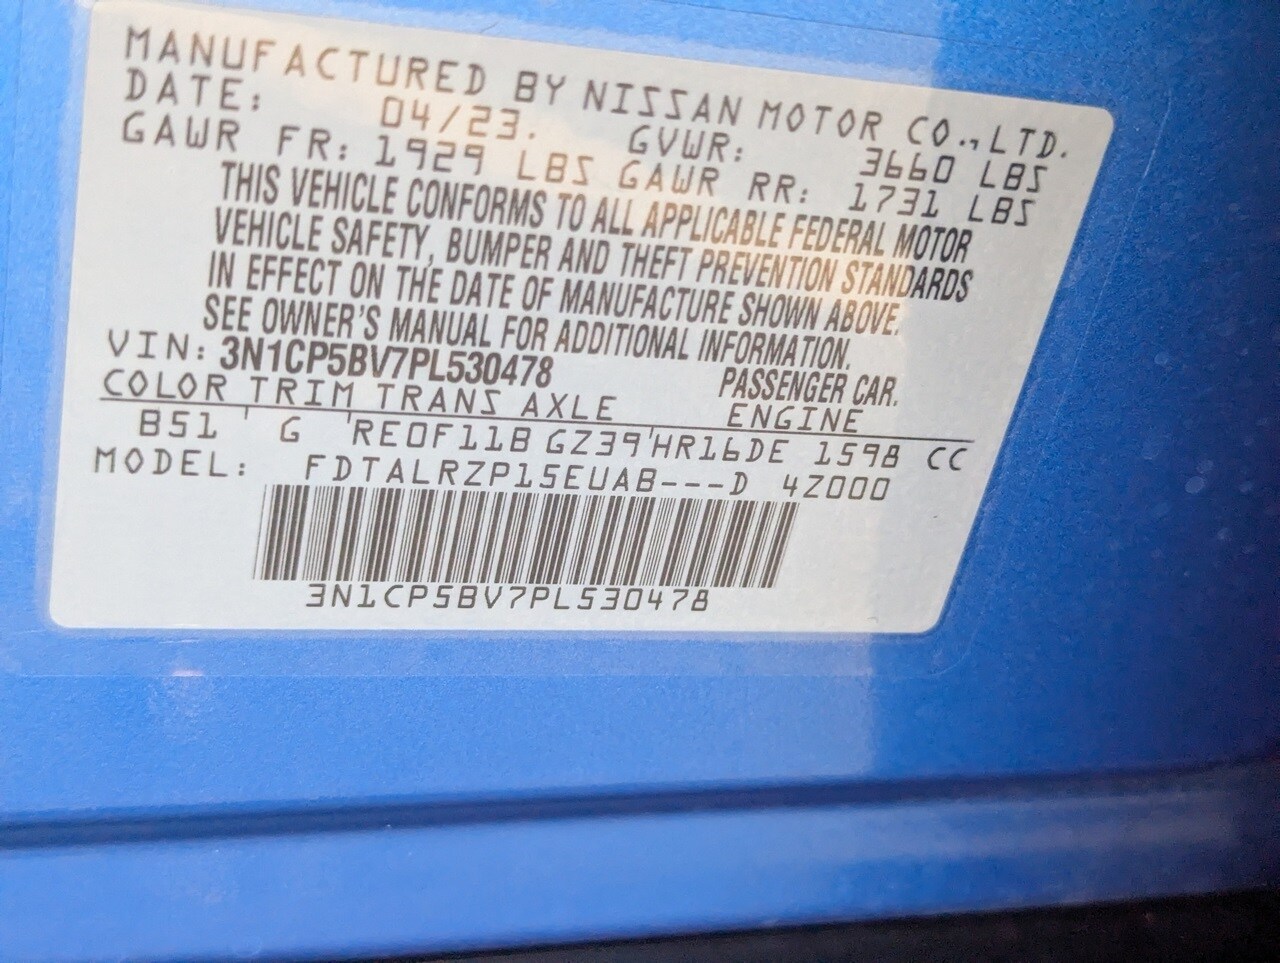 MANUFACTURED BY NISSAN MOTOR CO.,LTD.
DATE: 04/23. GVWR: 3660 LBS
GAWR FR: 1929 LBS GAWR RR: 1731 LBS
THIS VEHICLE CONFORMS TO ALL APPLICABLE FEDERAL MOTOR
VEHICLE SAFETY, BUMPER AND THEFT PREVENTION STANDARDS
IN EFFECT ON THE DATE OF MANUFACTURE SHOWN ABOVE.
SEE OWNER'S MANUAL FOR ADDITIONAL INFORMATION.
VIN: 3N1CP5BV7PL530478 PASSENGER CAR.
COLOR TRIM TRANS AXLE ENGINE
B51 ' G 'RE0F11B GZ39'HR16DE 1598 CC
MODEL: FDTALRZP15EUAB---D 4Z000
3N1CP5BV7PL530478